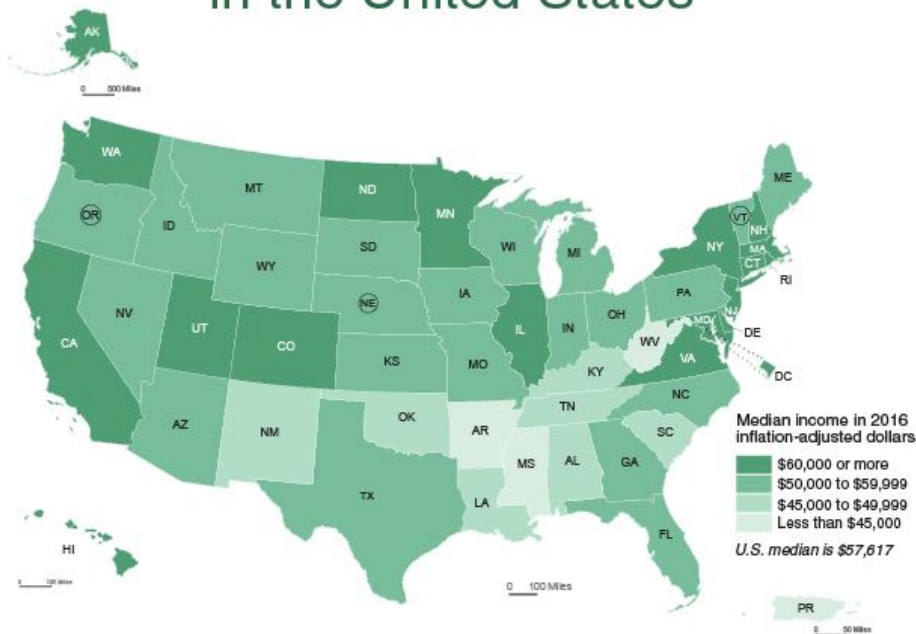 in the United States
AK
0 500 Miles
WA
MT
ND
MN
ME
OR
ID
SD
WI
MI
VT
NH
NY
MA
CT
RI
WY
IA
PA
NJ
NV
NE
IL
IN
OH
MD
DE
CA
UT
CO
KS
MO
WV
VA
DC
KY
NC
AZ
NM
OK
TN
SC
AR
MS
AL
GA
TX
LA
FL
HI
Median income in 2016
inflation-adjusted dollars
$60,000 or more
$50,000 to $59,999
$45,000 to $49,999
Less than $45,000
U.S. median is $57,617
0 100 Miles
0 100 Miles
PR
0 50 Miles